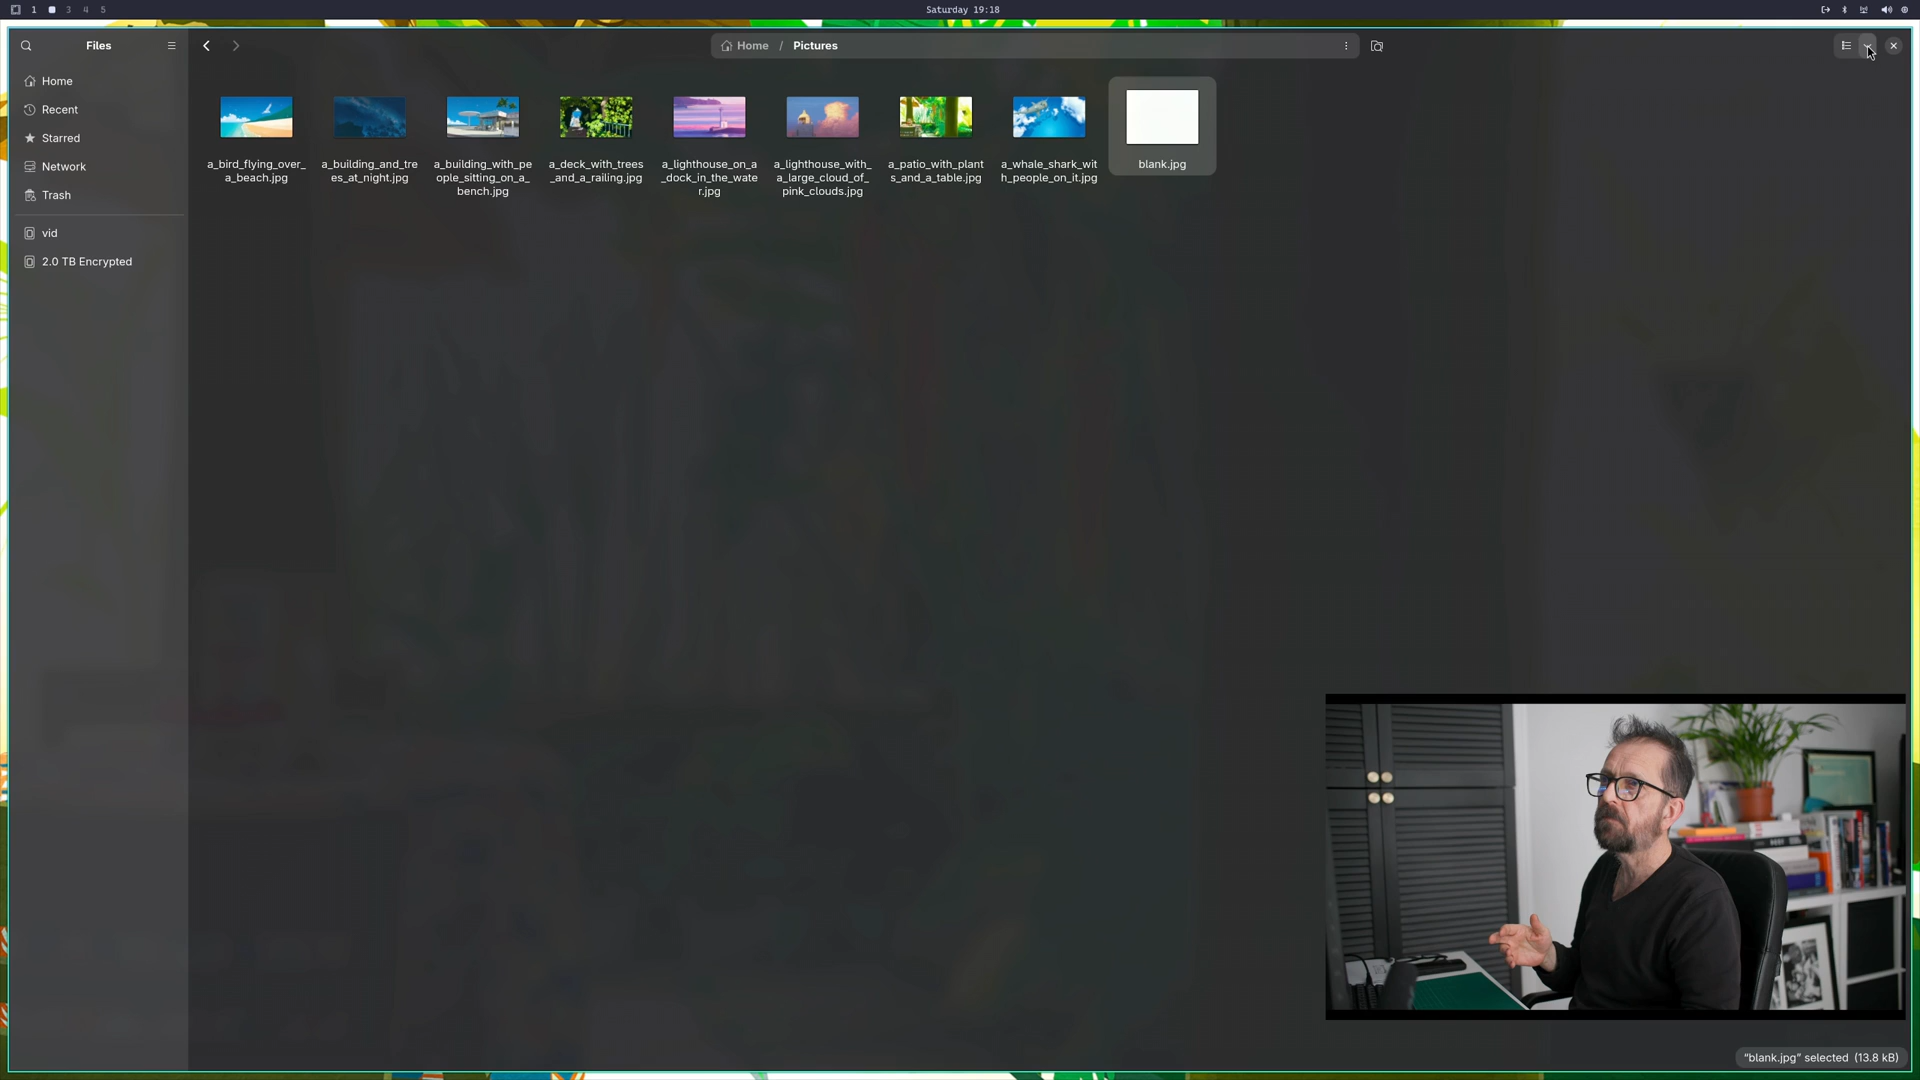 1 3 4 5
Saturday 19:18
Files
Home / Pictures
Home
Recent
Starred
Network
Trash
vid
2.0 TB Encrypted
a_bird_flying_over_
a_beach.jpg
a_building_and_tre
es_at_night.jpg
a_building_with_pe
ople_sitting_on_a_
bench.jpg
a_deck_with_trees
_and_a_railing.jpg
a_lighthouse_on_a
_dock_in_the_wate
r.jpg
a_lighthouse_with_
a_large_cloud_of_
pink_clouds.jpg
a_patio_with_plant
s_and_a_table.jpg
a_whale_shark_wit
h_people_on_it.jpg
blank.jpg
"blank.jpg" selected (13.8 kB)